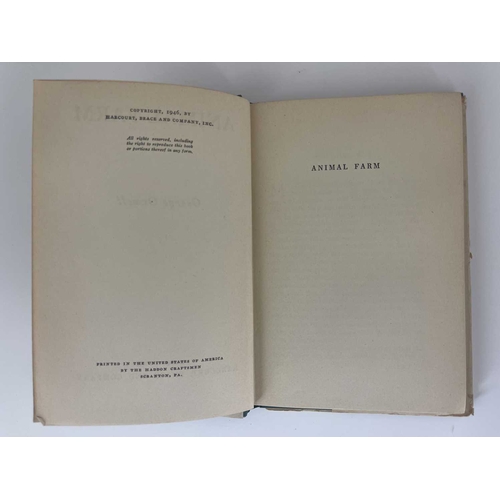 COPYRIGHT, 1946, BY
HARCOURT, BRACE AND COMPANY, INC.
All rights reserved, including
the right to reproduce this book
or portions thereof in any form.
PRINTED IN THE UNITED STATES OF AMERICA
BY THE HADDON CRAFTSMEN
SCRANTON, PA.
ANIMAL FARM